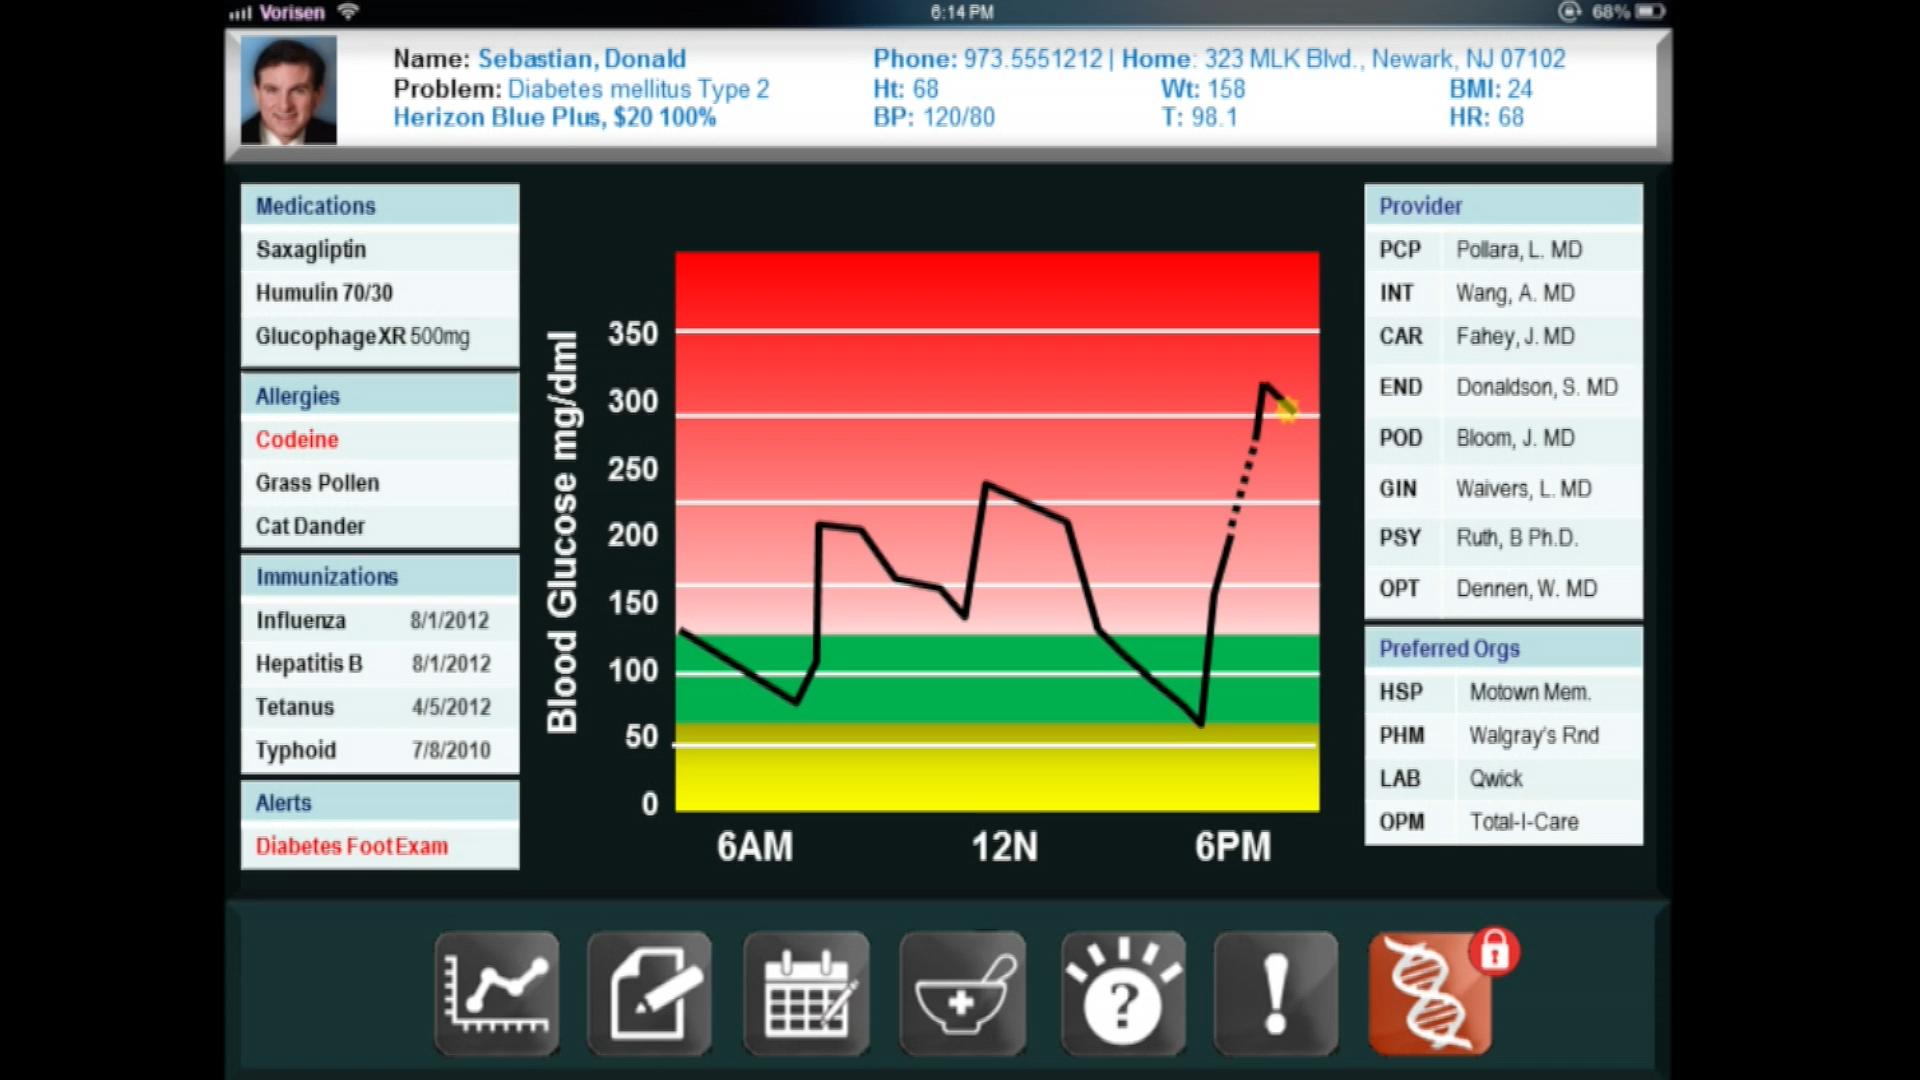 Vorisen
6:14 PM
68%
Name: Sebastian, Donald
Problem: Diabetes mellitus Type 2
Herizon Blue Plus, $20 100%
Phone: 973.5551212 | Home: 323 MLK Blvd., Newark, NJ 07102
Ht: 68 Wt: 158 BMI: 24
BP: 120/80 T: 98.1 HR: 68
Medications
Saxagliptin
Humulin 70/30
Glucophage XR 500mg
Allergies
Codeine
Grass Pollen
Cat Dander
Immunizations
Influenza 8/1/2012
Hepatitis B 8/1/2012
Tetanus 4/5/2012
Typhoid 7/8/2010
Alerts
Diabetes Foot Exam
Blood Glucose mg/dml
350
300
250
200
150
100
50
0
6AM 12N 6PM
Provider
PCP Pollara, L. MD
INT Wang, A. MD
CAR Fahey, J. MD
END Donaldson, S. MD
POD Bloom, J. MD
GIN Waivers, L. MD
PSY Ruth, B Ph.D.
OPT Dennen, W. MD
Preferred Orgs
HSP Motown Mem.
PHM Walgray's Rnd
LAB Qwick
OPM Total-I-Care
?
!